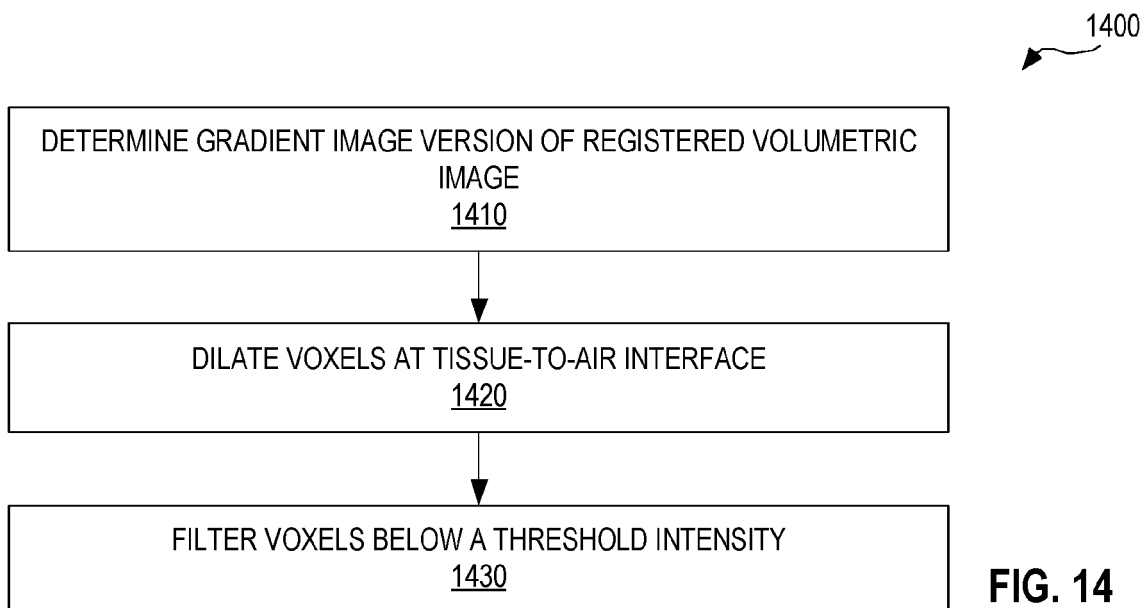 1400
DETERMINE GRADIENT IMAGE VERSION OF REGISTERED VOLUMETRIC
IMAGE
1410
DILATE VOXELS AT TISSUE-TO-AIR INTERFACE
1420
FILTER VOXELS BELOW A THRESHOLD INTENSITY
1430
FIG. 14